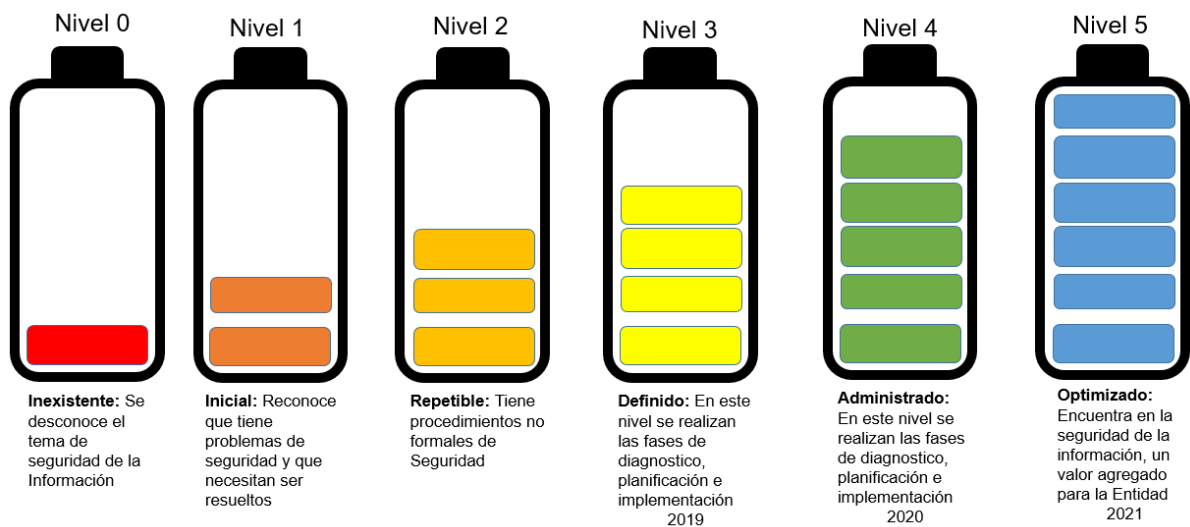 Nivel 0
Nivel 1
Nivel 2
Nivel 3
Nivel 4
Nivel 5
Inexistente: Se
desconoce el
tema de
seguridad de la
Información
Inicial: Reconoce
que tiene
problemas de
seguridad y que
necesitan ser
resueltos
Repetible: Tiene
procedimientos no
formales de
Seguridad
Definido: En este
nivel se realizan
las fases de
diagnostico,
planificación e
implementación
2019
Administrado:
En este nivel se
realizan las fases
de diagnostico,
planificación e
implementación
2020
Optimizado:
Encuentra en la
seguridad de la
información, un
valor agregado
para la Entidad
2021